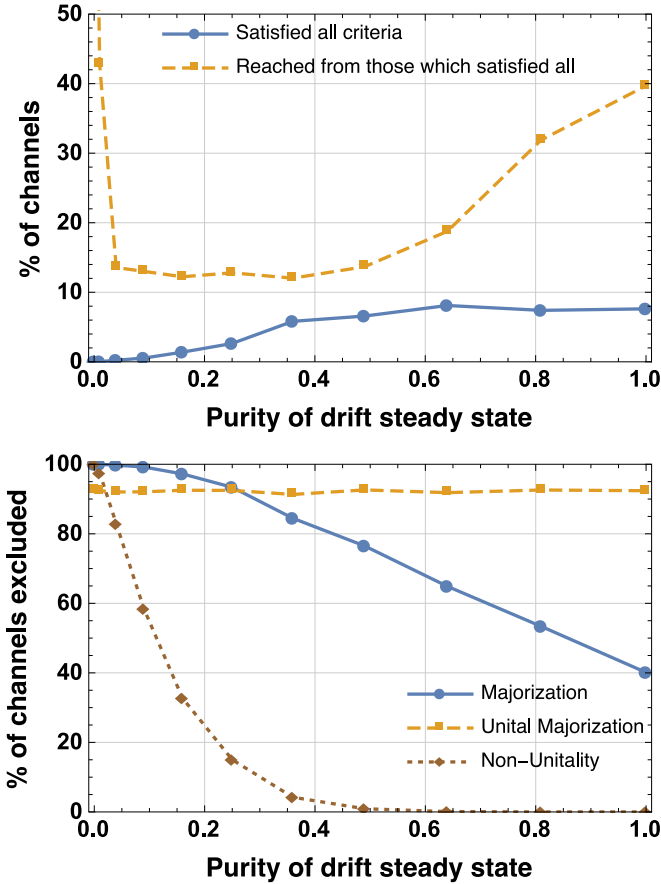 50
40
30
20
10
0
% of channels
Satisfied all criteria
Reached from those which satisfied all
0.0 0.2 0.4 0.6 0.8 1.0
Purity of drift steady state
100
80
60
40
20
0
% of channels excluded
Majorization
Unital Majorization
Non-Unitality
0.0 0.2 0.4 0.6 0.8 1.0
Purity of drift steady state